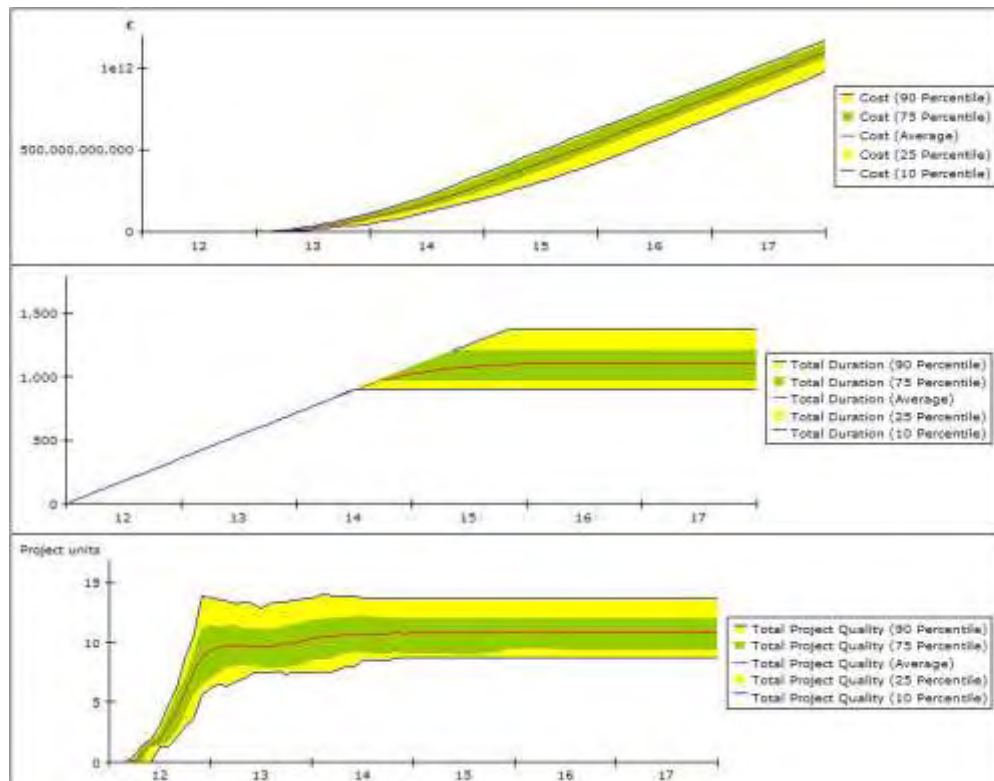 €
1e12
500.000.000.000
0
12 13 14 15 16 17
Cost (90 Percentile)
Cost (75 Percentile)
Cost (Average)
Cost (25 Percentile)
Cost (10 Percentile)
1,500
1,000
500
0
12 13 14 15 16 17
Total Duration (90 Percentile)
Total Duration (75 Percentile)
Total Duration (Average)
Total Duration (25 Percentile)
Total Duration (10 Percentile)
Project units
15
10
5
0
12 13 14 15 16 17
Total Project Quality (90 Percentile)
Total Project Quality (75 Percentile)
Total Project Quality (Average)
Total Project Quality (25 Percentile)
Total Project Quality (10 Percentile)